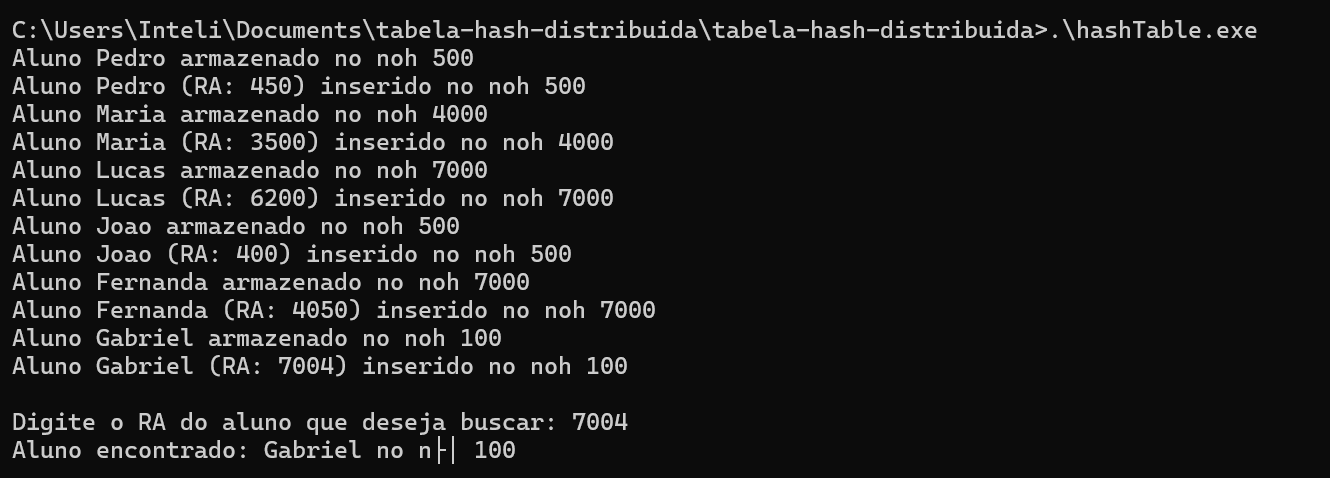 C:\Users\Inteli\Documents\tabela-hash-distribuida\tabela-hash-distribuida>.\hashTable.exe
Aluno Pedro armazenado no noh 500
Aluno Pedro (RA: 450) inserido no noh 500
Aluno Maria armazenado no noh 4000
Aluno Maria (RA: 3500) inserido no noh 4000
Aluno Lucas armazenado no noh 7000
Aluno Lucas (RA: 6200) inserido no noh 7000
Aluno Joao armazenado no noh 500
Aluno Joao (RA: 400) inserido no noh 500
Aluno Fernanda armazenado no noh 7000
Aluno Fernanda (RA: 4050) inserido no noh 7000
Aluno Gabriel armazenado no noh 100
Aluno Gabriel (RA: 7004) inserido no noh 100
Digite o RA do aluno que deseja buscar: 7004
Aluno encontrado: Gabriel no n├│ 100